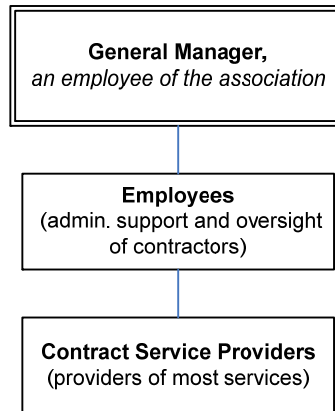 General Manager,
an employee of the association
Employees
(admin. support and oversight
of contractors)
Contract Service Providers
(providers of most services)